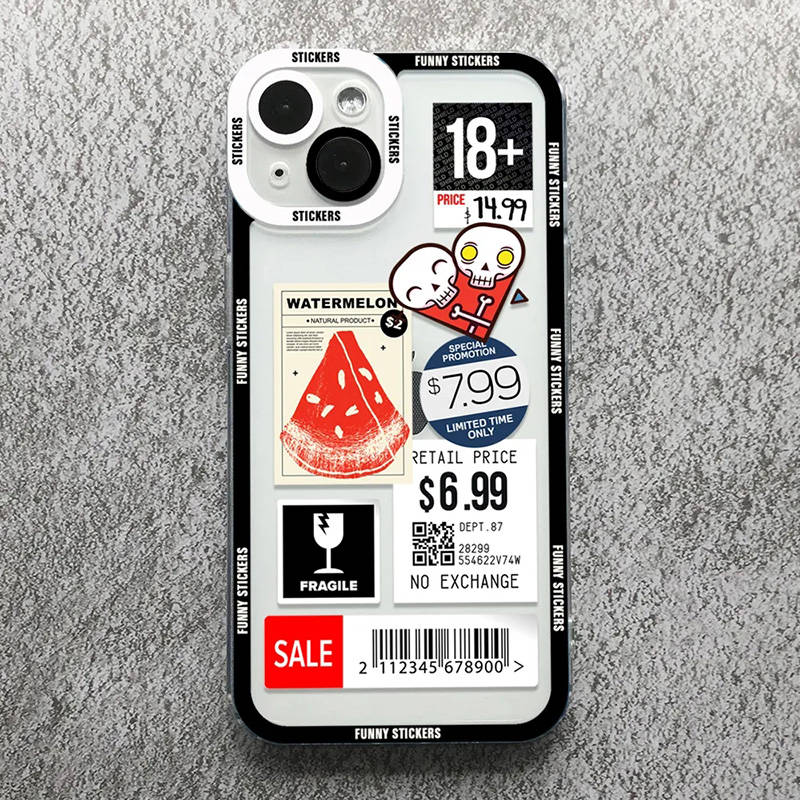 STICKERS
FUNNY STICKERS
STICKERS
STICKERS
STICKERS
FUNNY STICKERS
18+
PRICE
$14.99
WATERMELON
• NATURAL PRODUCT •
$2
SPECIAL
PROMOTION
$7.99
LIMITED TIME
ONLY
FUNNY STICKERS
FUNNY STICKERS
RETAIL PRICE
$6.99
DEPT.87
28299
554622V74W
NO EXCHANGE
FRAGILE
FUNNY STICKERS
FUNNY STICKERS
SALE
2 112345 678900 >
FUNNY STICKERS